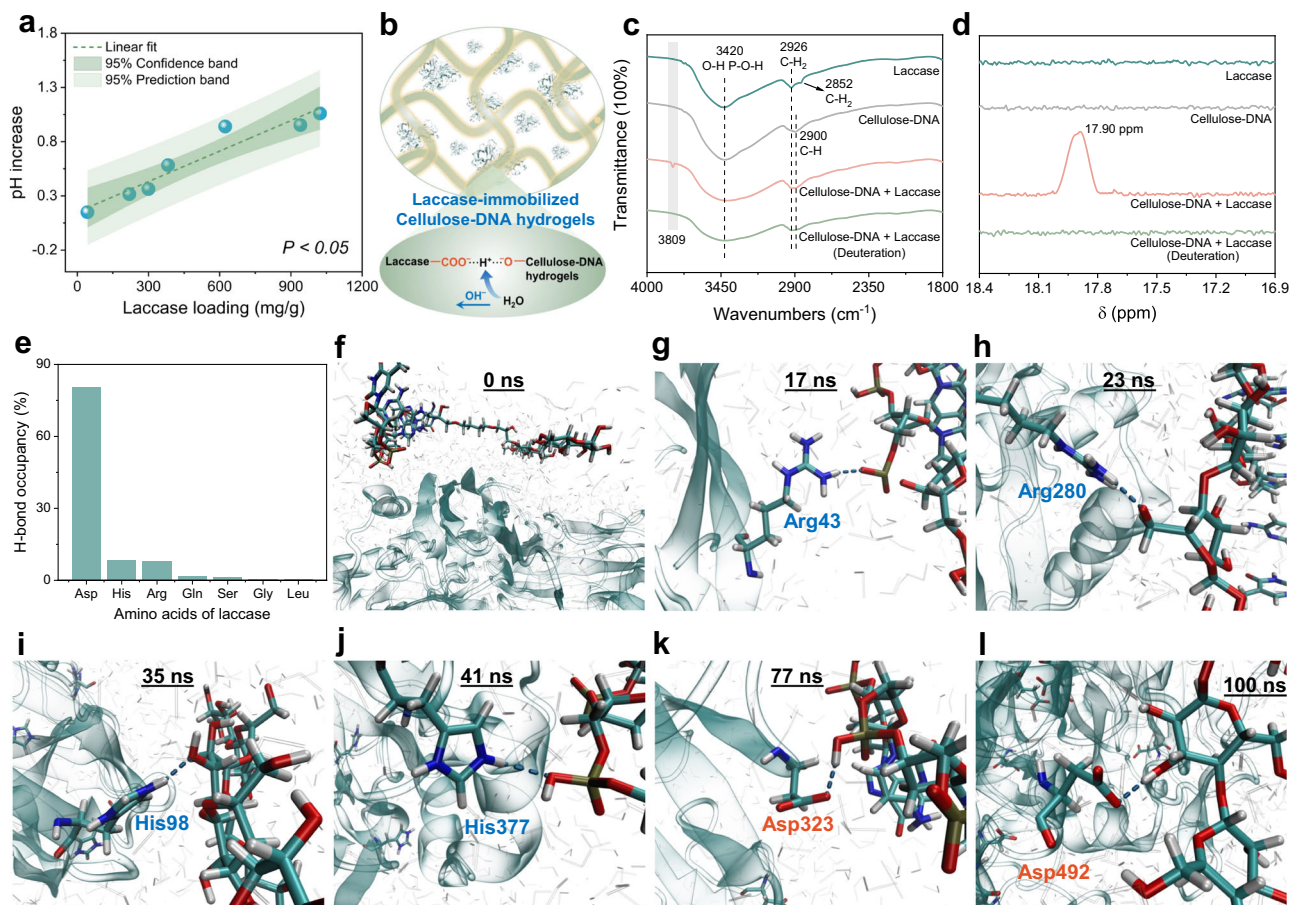 a
pH increase
1.8
1.3
0.8
0.3
-0.2
Linear fit
95% Confidence band
95% Prediction band
P < 0.05
0 300 600 900 1200
Laccase loading (mg/g)
b
Laccase-immobilized
Cellulose-DNA hydrogels
Laccase—COO⁻···H⁺···⁻O—Cellulose-DNA
hydrogels
OH⁻
H₂O
c
Transmittance (100%)
3420
O-H P-O-H
2926
C-H₂
Laccase
2852
C-H₂
Cellulose-DNA
2900
C-H
Cellulose-DNA + Laccase
3809
Cellulose-DNA + Laccase
(Deuteration)
4000 3450 2900 2350 1800
Wavenumbers (cm⁻¹)
d
Laccase
Cellulose-DNA
17.90 ppm
Cellulose-DNA + Laccase
Cellulose-DNA + Laccase
(Deuteration)
18.4 18.1 17.8 17.5 17.2 16.9
δ (ppm)
e
H-bond occupancy (%)
90
60
30
0
Asp His Arg Gln Ser Gly Leu
Amino acids of laccase
f
0 ns
g
17 ns
Arg43
h
23 ns
Arg280
i
35 ns
His98
j
41 ns
His377
k
77 ns
Asp323
l
100 ns
Asp492